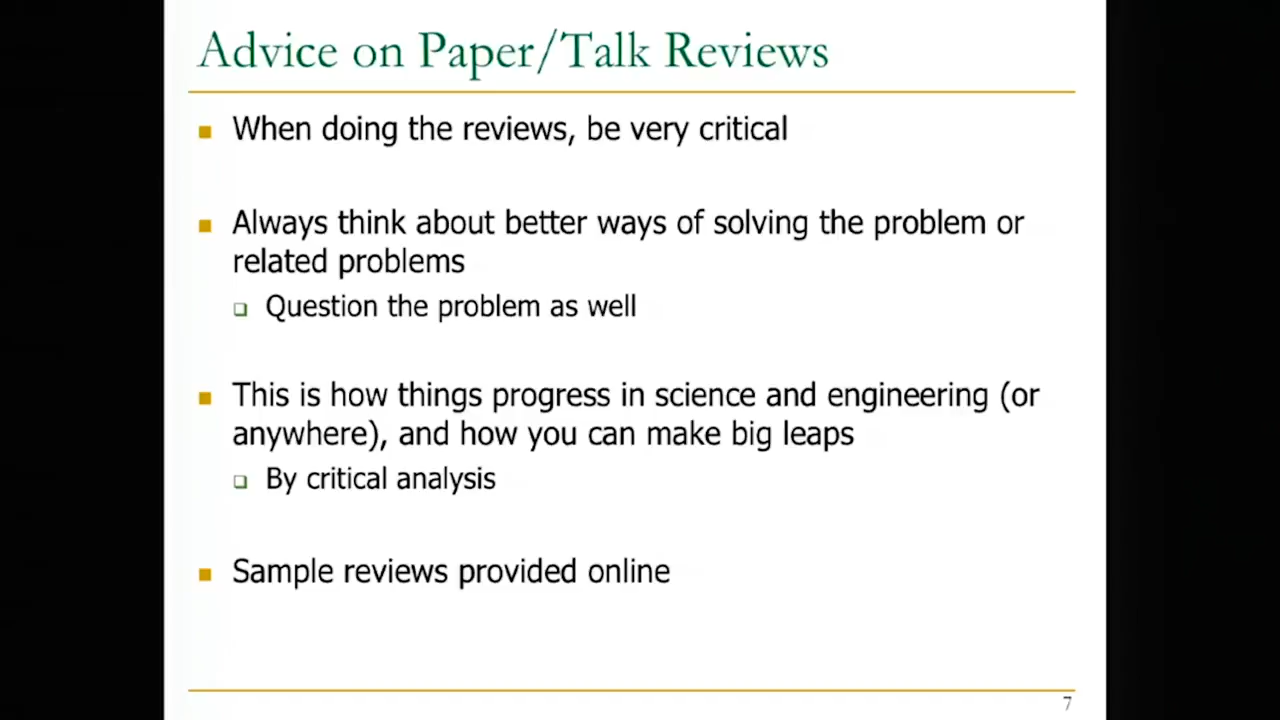 Advice on Paper/Talk Reviews
When doing the reviews, be very critical
Always think about better ways of solving the problem or
related problems
Question the problem as well
This is how things progress in science and engineering (or
anywhere), and how you can make big leaps
By critical analysis
Sample reviews provided online
7